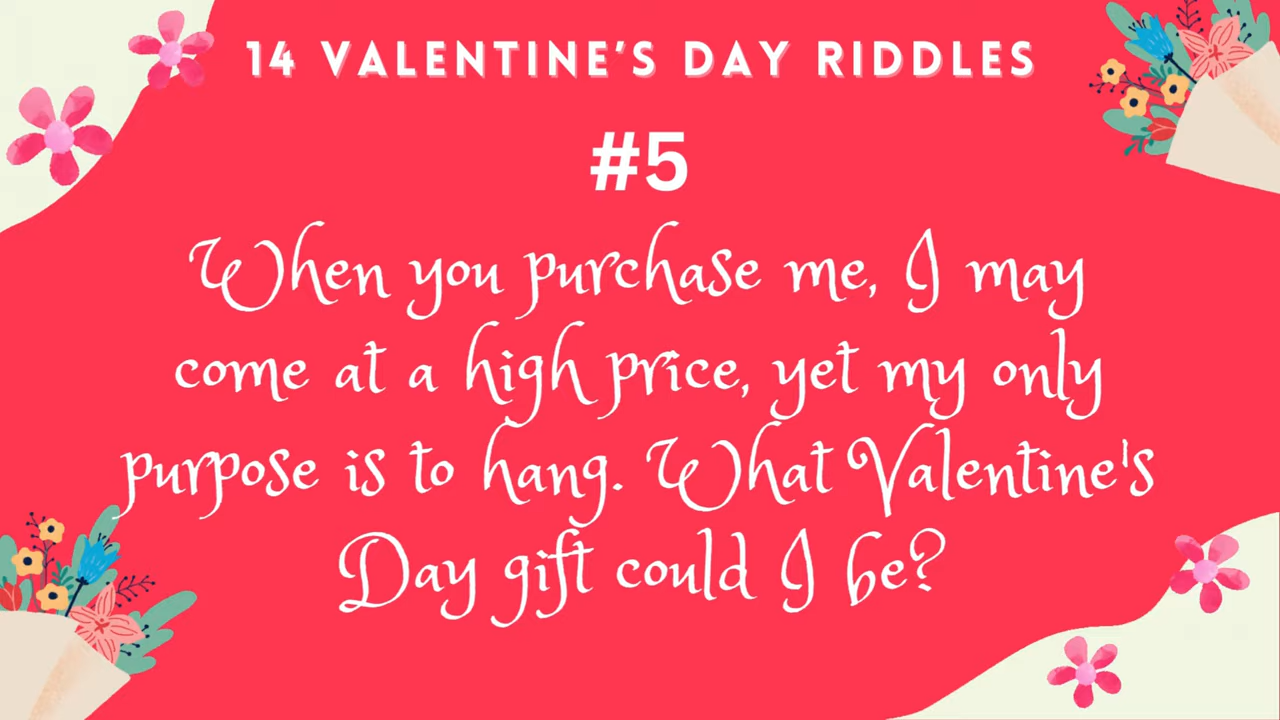 14 VALENTINE'S DAY RIDDLES
#5
When you purchase me, I may
come at a high price, yet my only
purpose is to hang. What Valentine's
Day gift could I be?